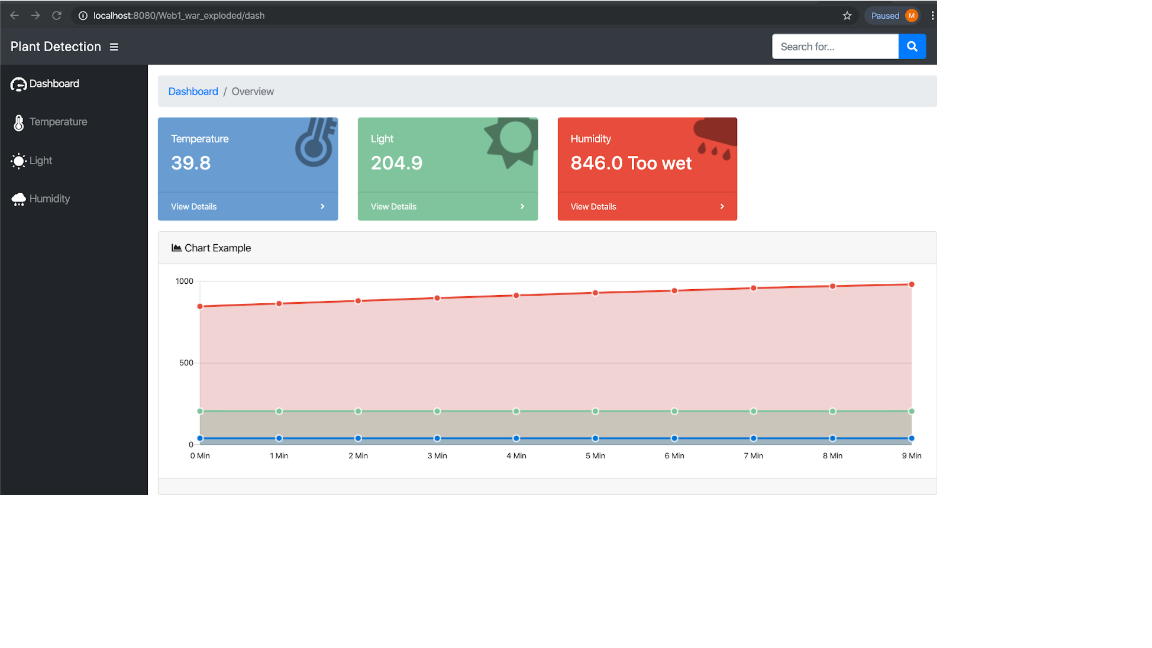 localhost:8080/Web1_war_exploded/dash
Paused M
Plant Detection
Search for...
Dashboard
Temperature
Light
Humidity
Dashboard / Overview
Temperature
39.8
View Details
Light
204.9
View Details
Humidity
846.0 Too wet
View Details
Chart Example
1000
500
0
0 Min 1 Min 2 Min 3 Min 4 Min 5 Min 6 Min 7 Min 8 Min 9 Min